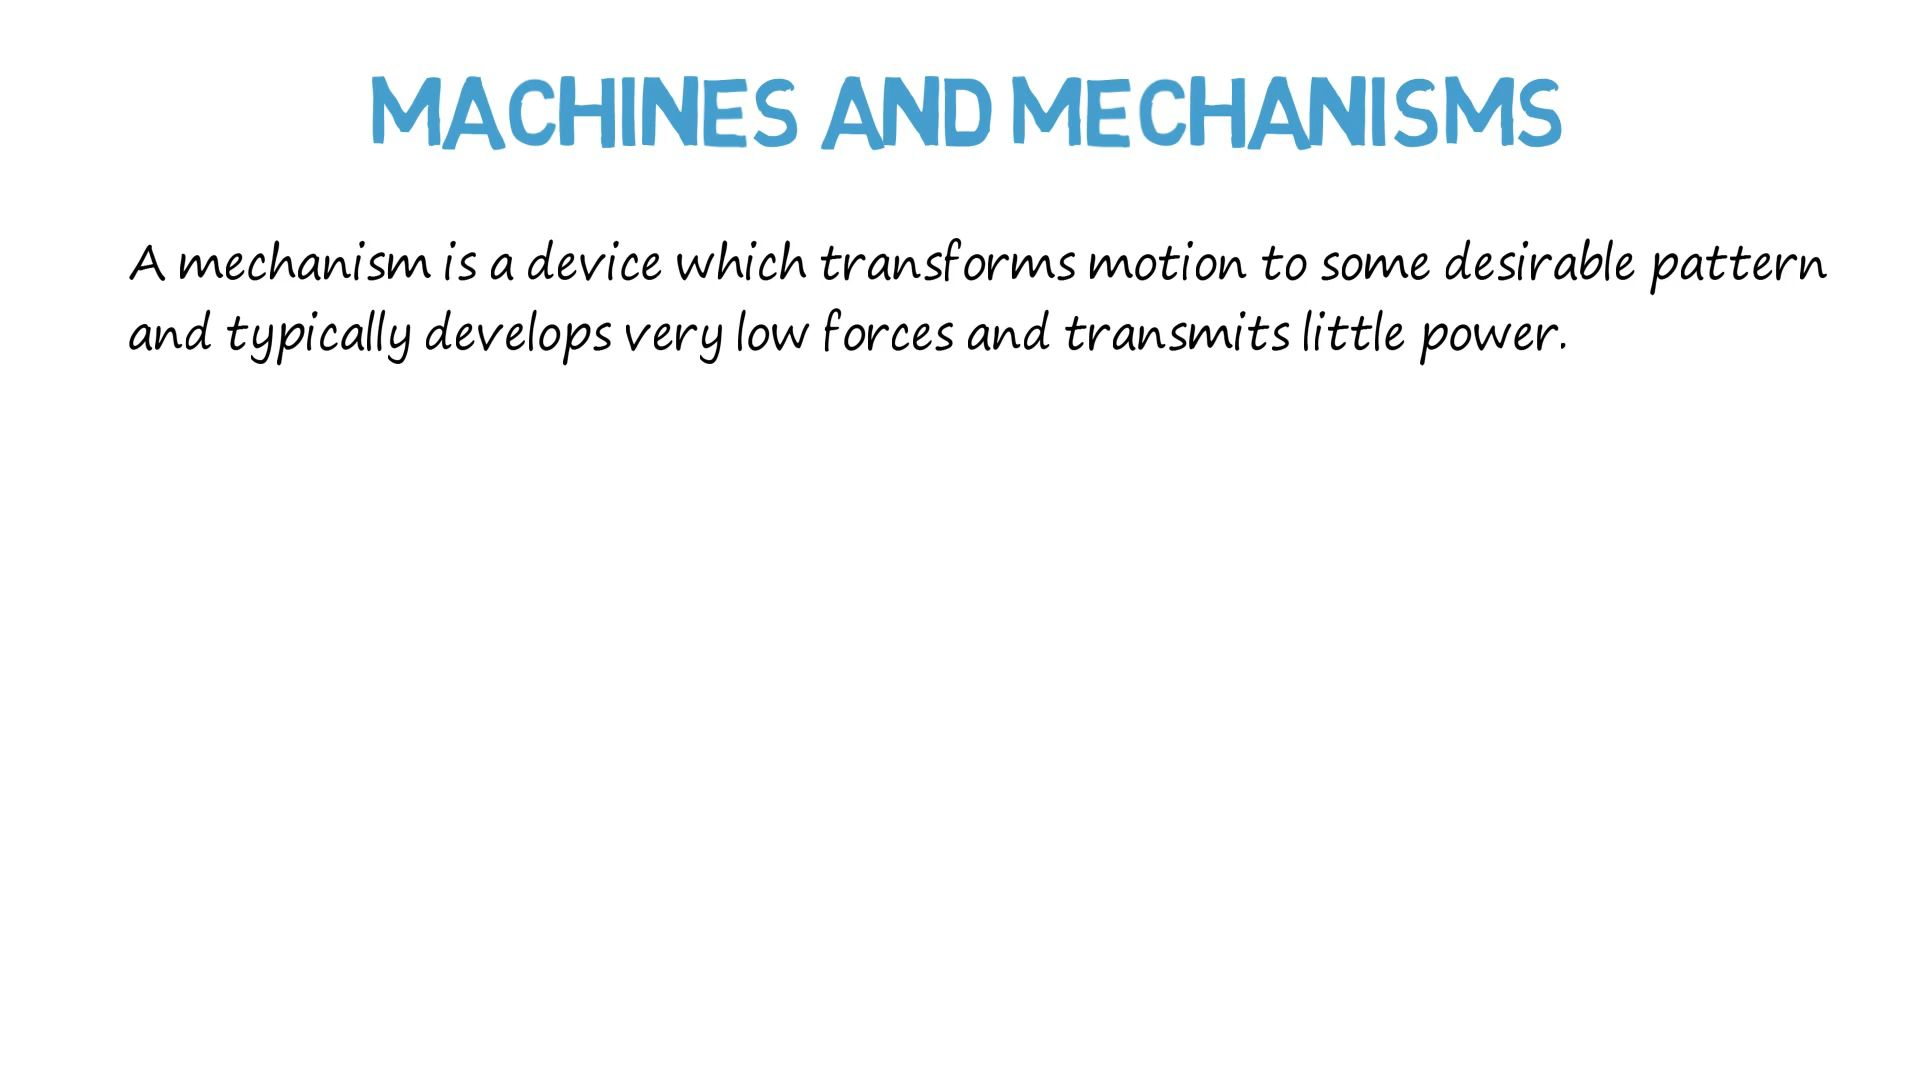 MACHINES AND MECHANISMS
A mechanism is a device which transforms motion to some desirable pattern
and typically develops very low forces and transmits little power.